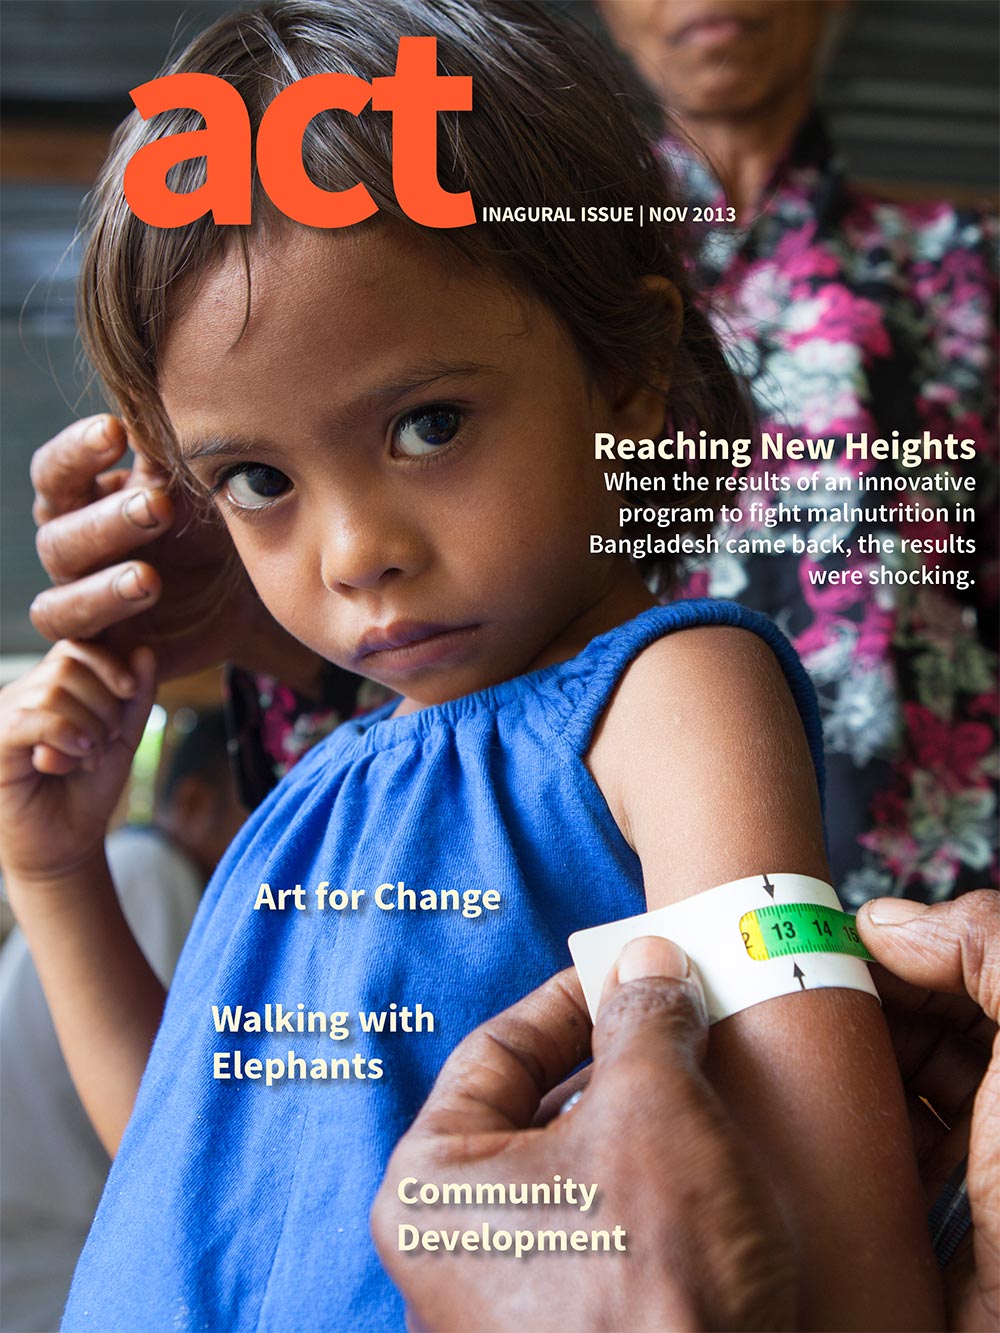 act
INAGURAL ISSUE | NOV 2013
Reaching New Heights
When the results of an innovative
program to fight malnutrition in
Bangladesh came back, the results
were shocking.
Art for Change
13 14 15
Walking with
Elephants
Community
Development